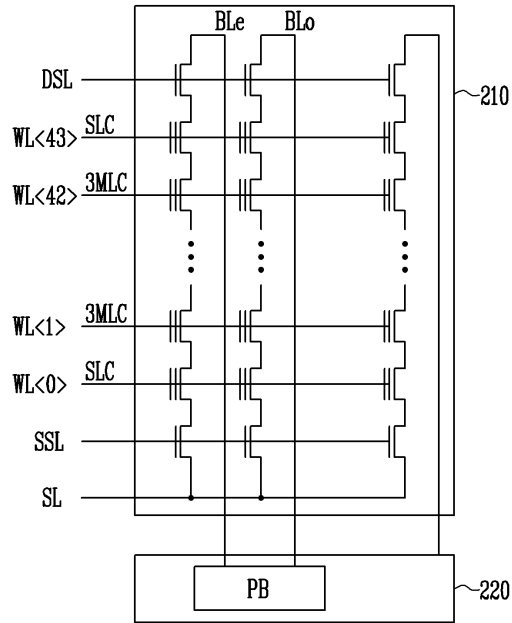 BLe BLo
DSL
210
WL<43> SLC
WL<42> 3MLC
WL<1> 3MLC
WL<0> SLC
SSL
SL
PB
220